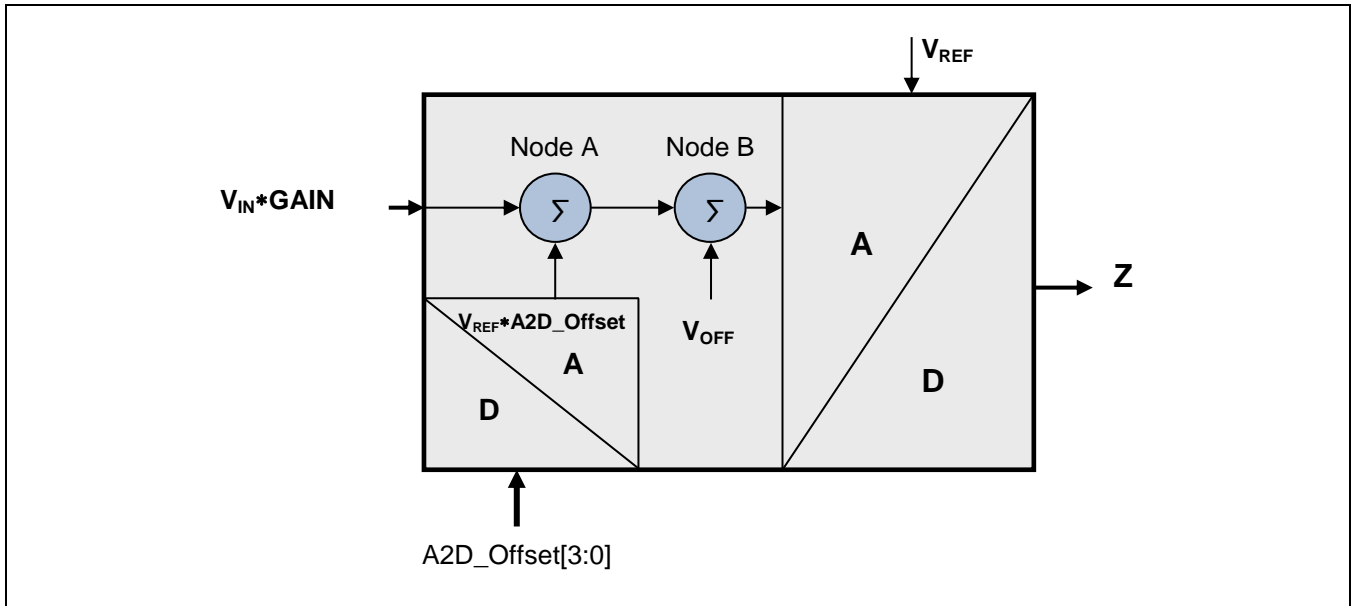 V_REF
Node A Node B
V_IN*GAIN
Σ Σ
A
Z
V_REF*A2D_Offset
V_OFF
A
D
D
A2D_Offset[3:0]